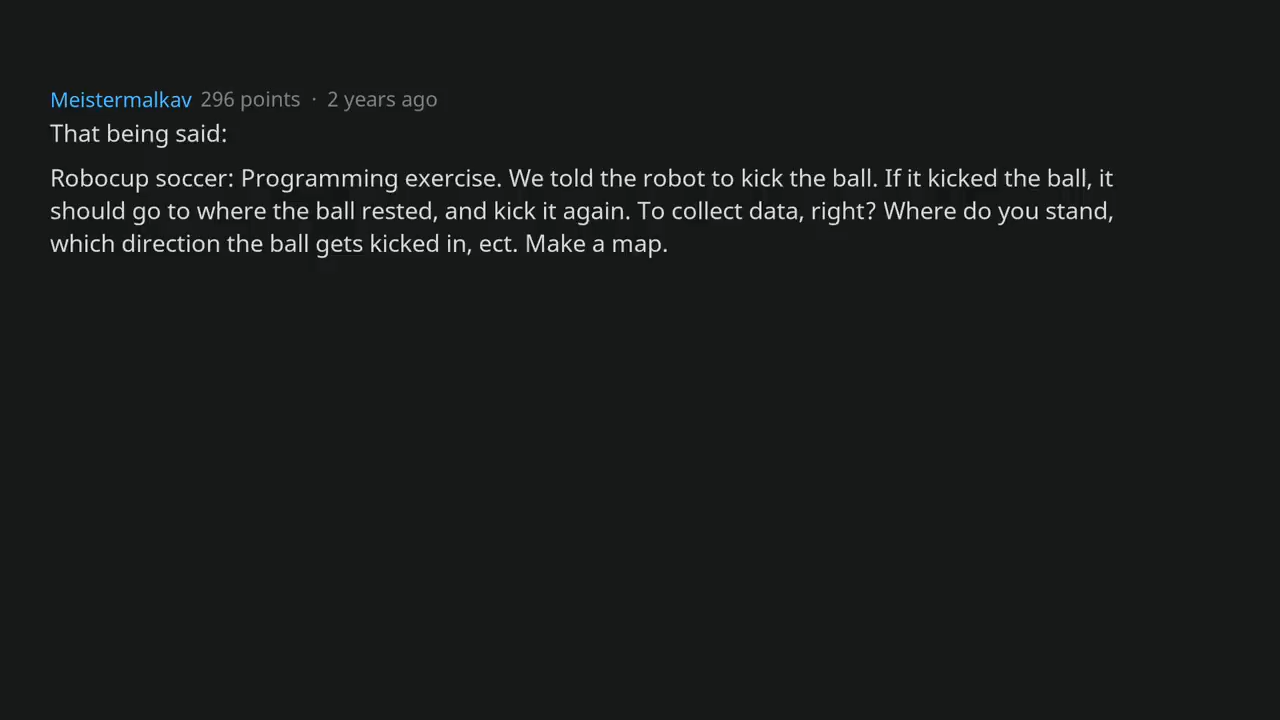 Meistermalkav 296 points · 2 years ago
That being said:
Robocup soccer: Programming exercise. We told the robot to kick the ball. If it kicked the ball, it
should go to where the ball rested, and kick it again. To collect data, right? Where do you stand,
which direction the ball gets kicked in, ect. Make a map.